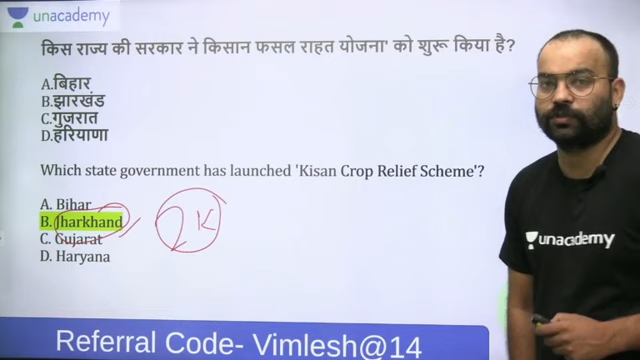 unacademy
किस राज्य की सरकार ने किसान फसल राहत योजना' को शुरू किया है?
A.बिहार
B.झारखंड
C.गुजरात
D.हरियाणा
Which state government has launched 'Kisan Crop Relief Scheme'?
A. Bihar
B. Jharkhand
C. Gujarat
D. Haryana
2K
unacademy
Referral Code- Vimlesh@14